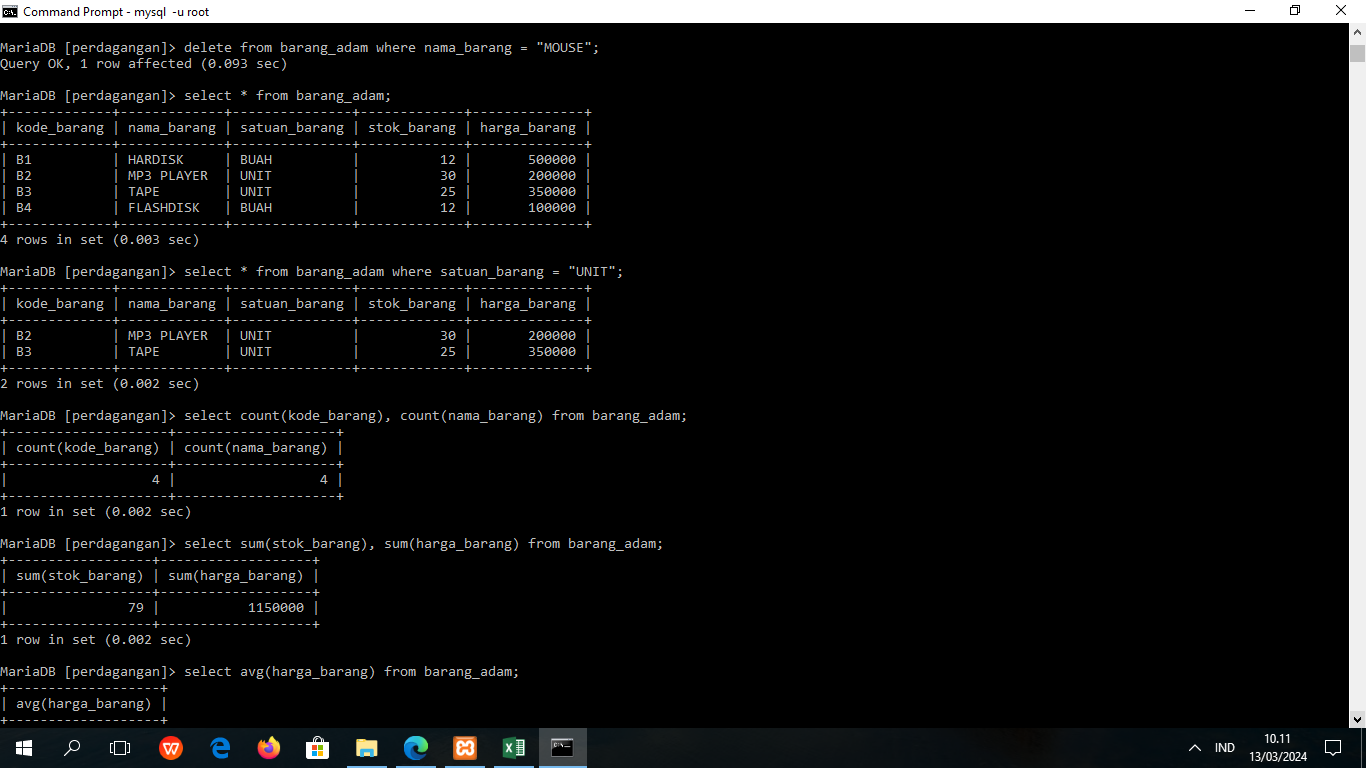 Command Prompt - mysql  -u root
MariaDB [perdagangan]> delete from barang_adam where nama_barang = "MOUSE";
Query OK, 1 row affected (0.093 sec)
MariaDB [perdagangan]> select * from barang_adam;
+-------------+-------------+---------------+-------------+--------------+
| kode_barang | nama_barang | satuan_barang | stok_barang | harga_barang |
+-------------+-------------+---------------+-------------+--------------+
| B1          | HARDISK     | BUAH          |          12 |       500000 |
| B2          | MP3 PLAYER  | UNIT          |          30 |       200000 |
| B3          | TAPE        | UNIT          |          25 |       350000 |
| B4          | FLASHDISK   | BUAH          |          12 |       100000 |
+-------------+-------------+---------------+-------------+--------------+
4 rows in set (0.003 sec)
MariaDB [perdagangan]> select * from barang_adam where satuan_barang = "UNIT";
+-------------+-------------+---------------+-------------+--------------+
| kode_barang | nama_barang | satuan_barang | stok_barang | harga_barang |
+-------------+-------------+---------------+-------------+--------------+
| B2          | MP3 PLAYER  | UNIT          |          30 |       200000 |
| B3          | TAPE        | UNIT          |          25 |       350000 |
+-------------+-------------+---------------+-------------+--------------+
2 rows in set (0.002 sec)
MariaDB [perdagangan]> select count(kode_barang), count(nama_barang) from barang_adam;
+--------------------+--------------------+
| count(kode_barang) | count(nama_barang) |
+--------------------+--------------------+
|                  4 |                  4 |
+--------------------+--------------------+
1 row in set (0.002 sec)
MariaDB [perdagangan]> select sum(stok_barang), sum(harga_barang) from barang_adam;
+------------------+-------------------+
| sum(stok_barang) | sum(harga_barang) |
+------------------+-------------------+
|               79 |           1150000 |
+------------------+-------------------+
1 row in set (0.002 sec)
MariaDB [perdagangan]> select avg(harga_barang) from barang_adam;
+-------------------+
| avg(harga_barang) |
+-------------------+
IND
10.11
13/03/2024